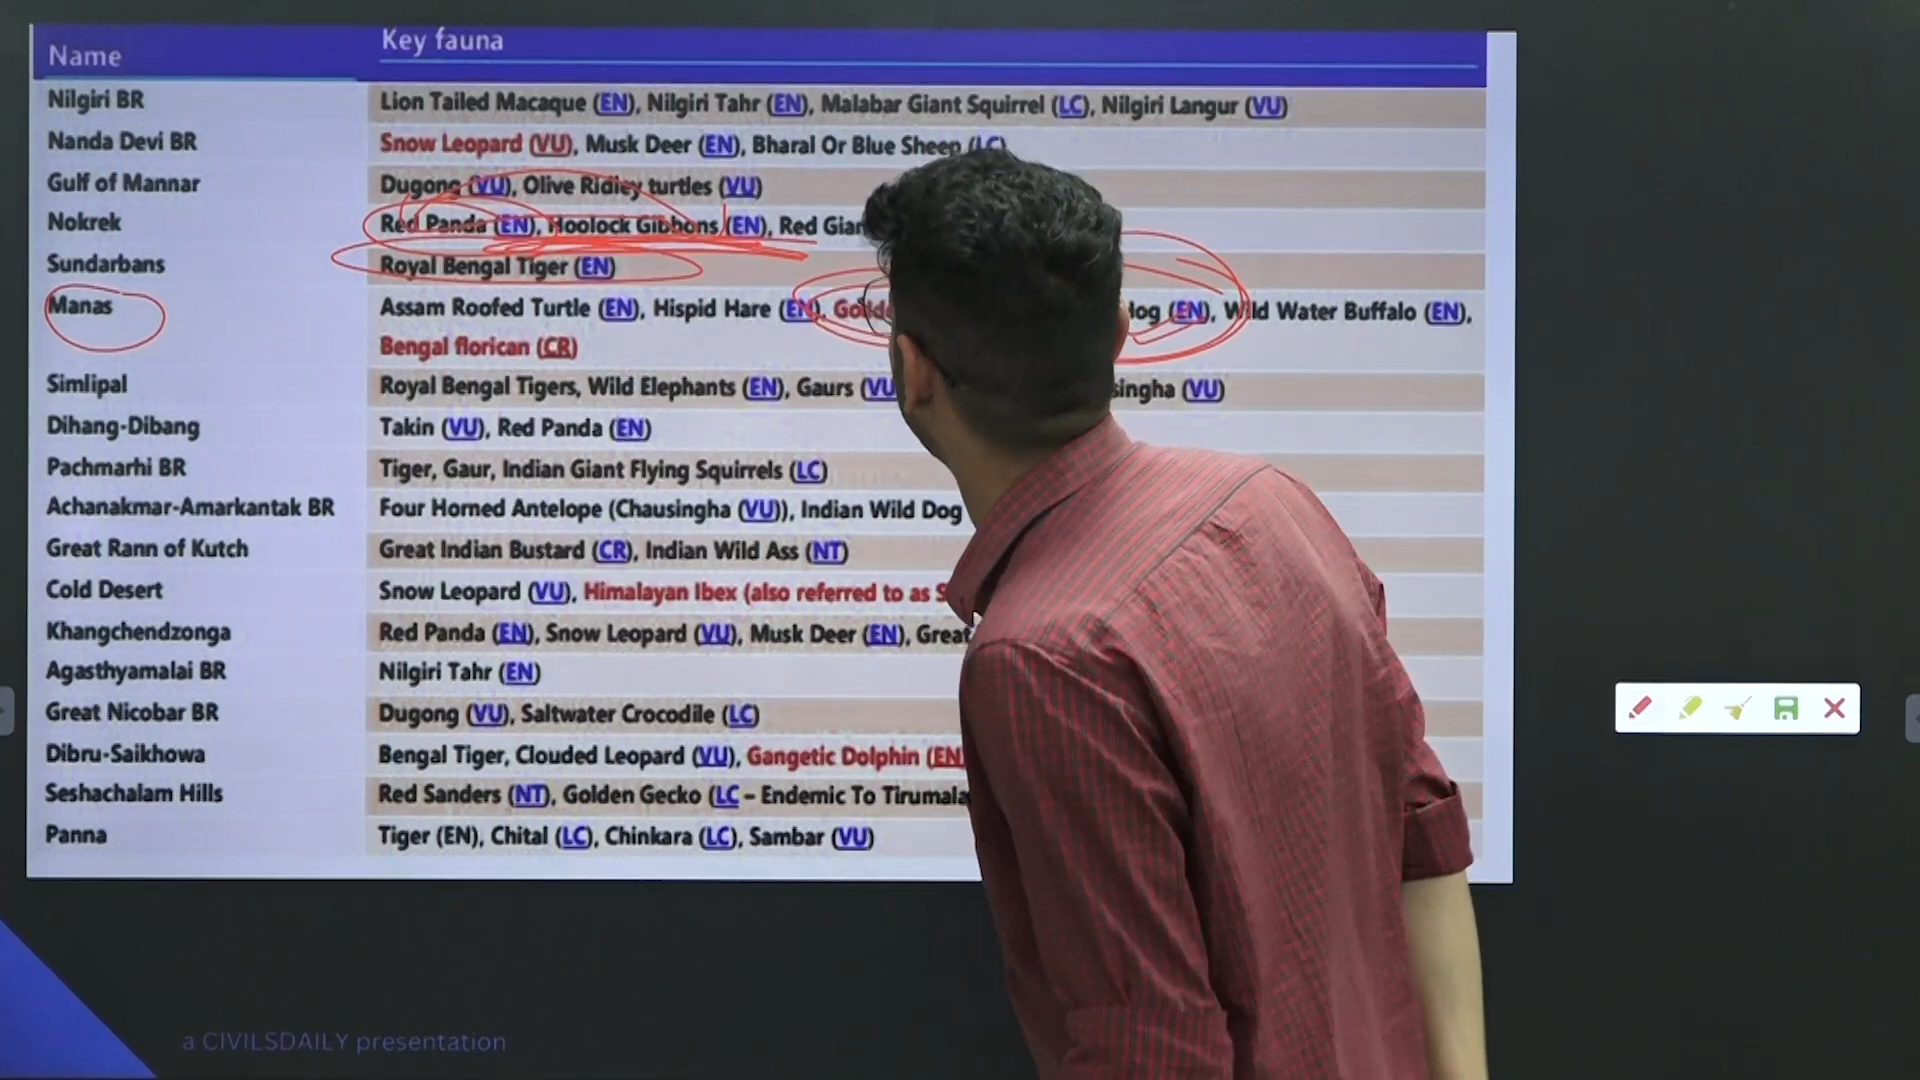 Name Key fauna
Nilgiri BR Lion Tailed Macaque (EN), Nilgiri Tahr (EN), Malabar Giant Squirrel (LC), Nilgiri Langur (VU)
Nanda Devi BR Snow Leopard (VU), Musk Deer (EN), Bharal Or Blue Sheep (LC)
Gulf of Mannar Dugong (VU), Olive Ridley turtles (VU)
Nokrek Red Panda (EN), Hoolock Gibbons (EN), Red
Sundarbans Royal Bengal Tiger (EN)
Manas Assam Roofed Turtle (EN), Hispid Hare (EN), (EN), Wild Water Buffalo (EN),
Bengal florican (CR)
Simlipal Royal Bengal Tigers, Wild Elephants (EN), Gaurs (VU (VU)
Dihang-Dibang Takin (VU), Red Panda (EN)
Pachmarhi BR Tiger, Gaur, Indian Giant Flying Squirrels (LC)
Achanakmar-Amarkantak BR Four Horned Antelope (Chausingha (VU)), Indian Wild Dog
Great Rann of Kutch Great Indian Bustard (CR), Indian Wild Ass (NT)
Cold Desert Snow Leopard (VU), Himalayan Ibex (also referred to as
Khangchendzonga Red Panda (EN), Snow Leopard (VU), Musk Deer (EN), Great
Agasthyamalai BR Nilgiri Tahr (EN)
Great Nicobar BR Dugong (VU), Saltwater Crocodile (LC)
Dibru-Saikhowa Bengal Tiger, Clouded Leopard (VU), Gangetic Dolphin (EN
Seshachalam Hills Red Sanders (NT), Golden Gecko (LC – Endemic To
Panna Tiger (EN), Chital (LC), Chinkara (LC), Sambar (VU)
a CIVILSDAILY presentation